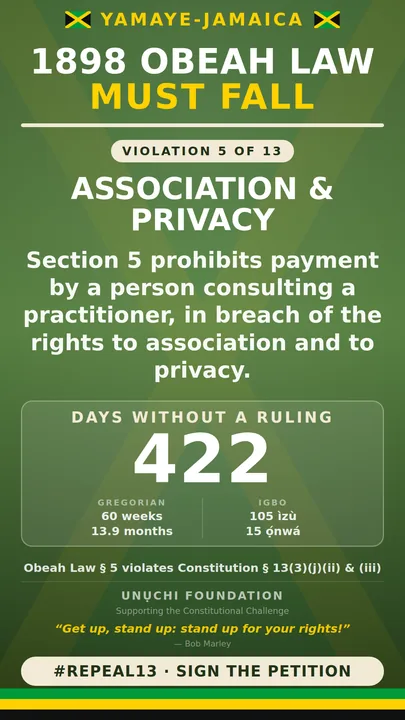 YAMAYE-JAMAICA
1898 OBEAH LAW
MUST FALL
VIOLATION 5 OF 13
ASSOCIATION &
PRIVACY
Section 5 prohibits payment
by a person consulting a
practitioner, in breach of the
rights to association and to
privacy.
DAYS WITHOUT A RULING
422
GREGORIAN
60 weeks
13.9 months
IGBO
105 ìzù
15 ọ́nwá
Obeah Law § 5 violates Constitution § 13(3)(j)(ii) & (iii)
UNỤCHI FOUNDATION
Supporting the Constitutional Challenge
“Get up, stand up: stand up for your rights!”
— Bob Marley
#REPEAL13 · SIGN THE PETITION